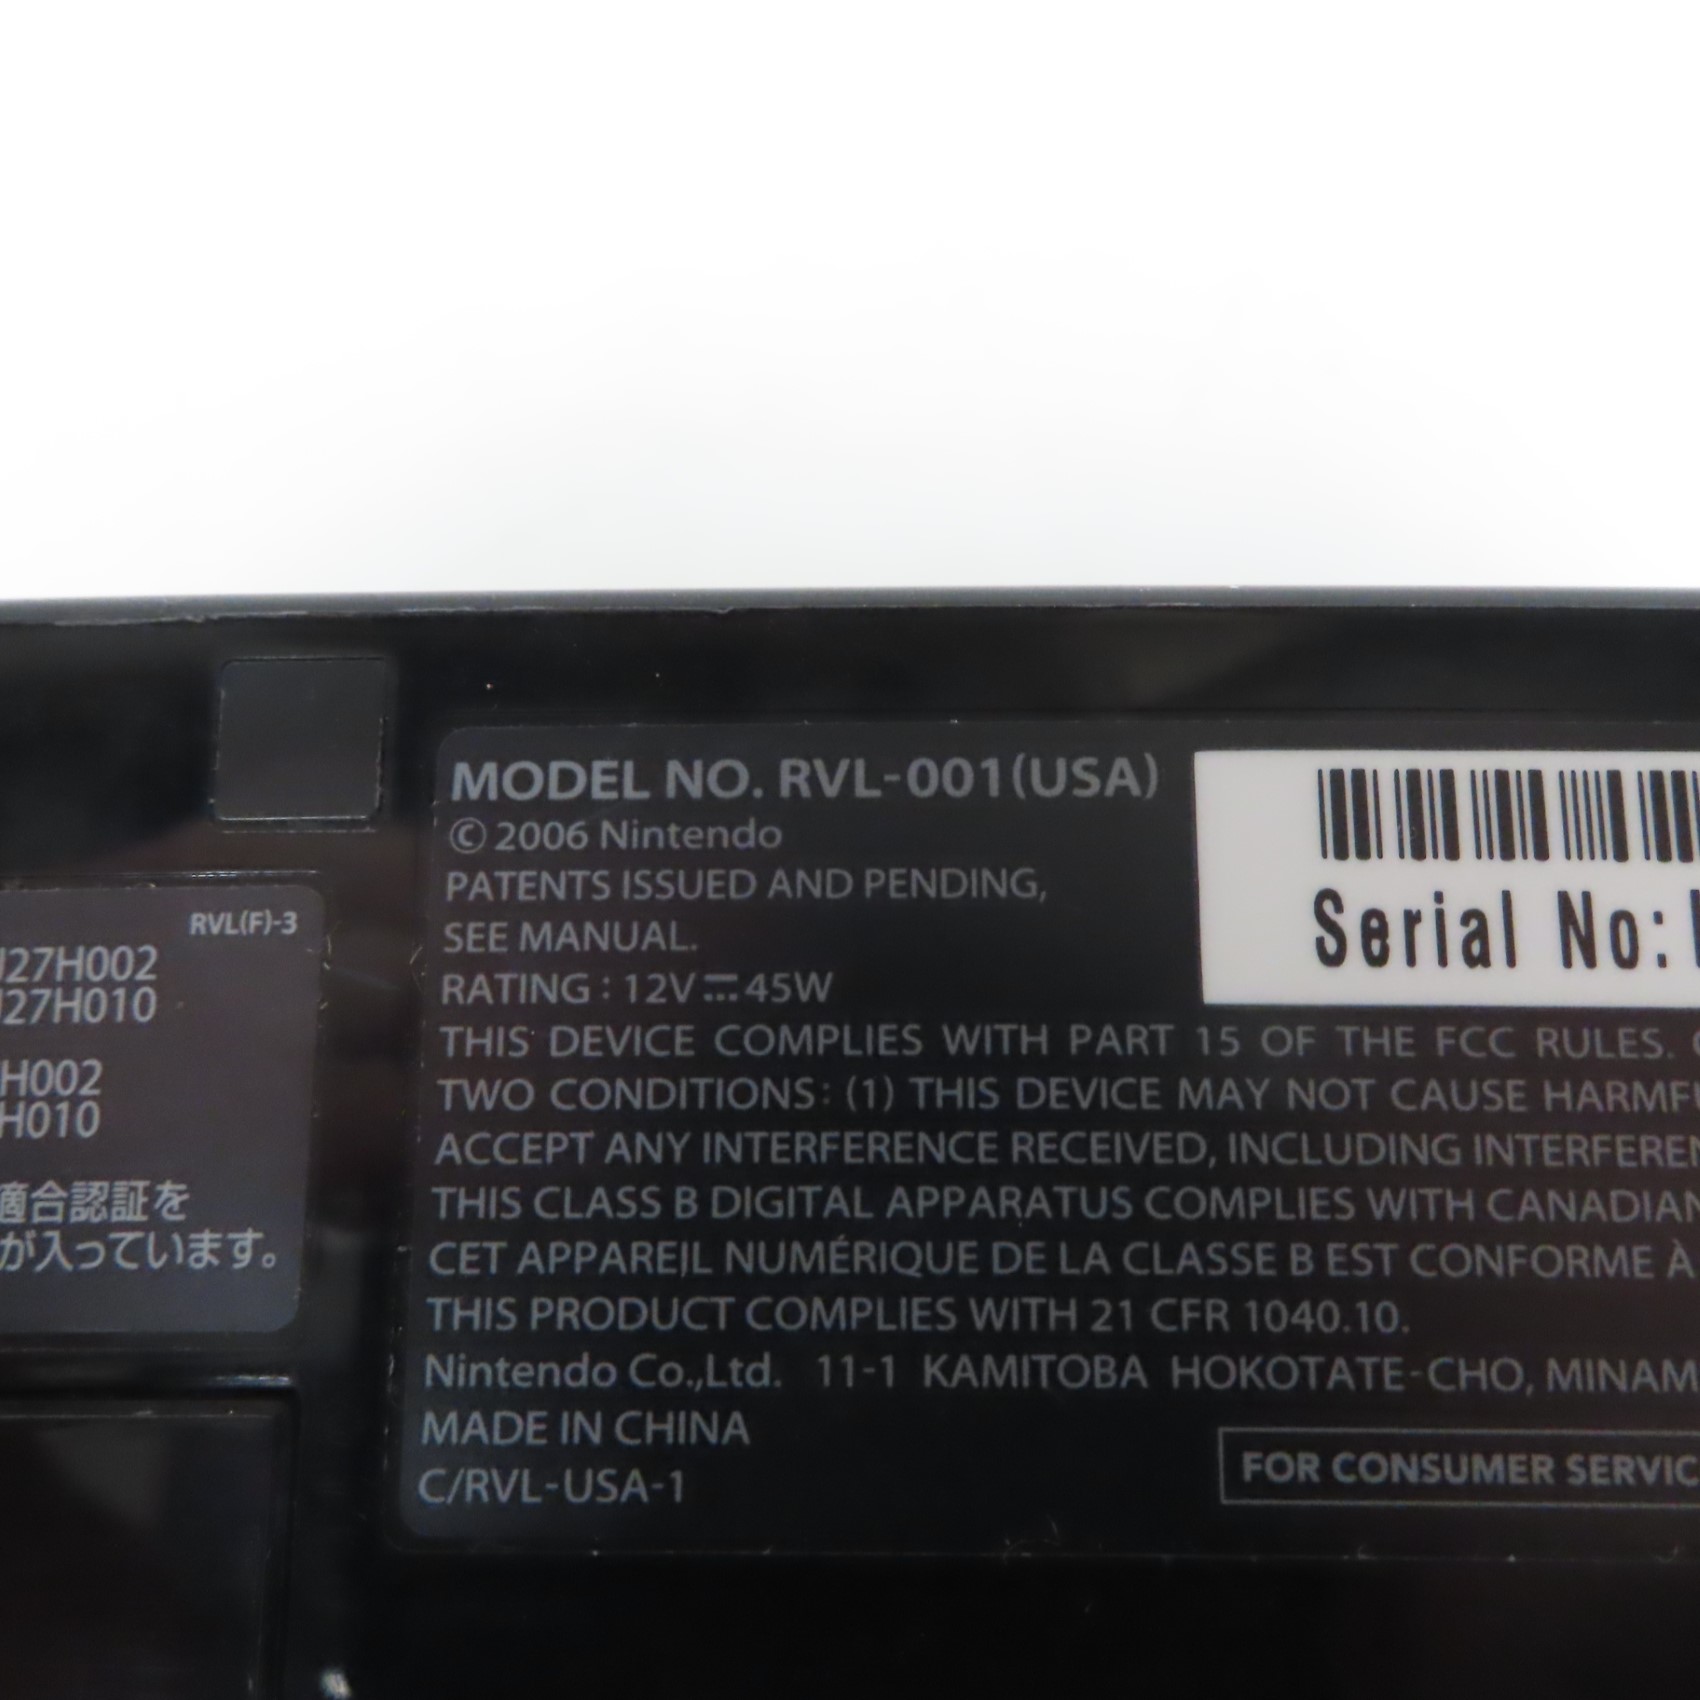 RVL(F)-3
J27H002
J27H010
H002
H010
適合認証を
が入っています。
MODEL NO. RVL-001(USA)
© 2006 Nintendo
PATENTS ISSUED AND PENDING,
SEE MANUAL.
RATING : 12V⎓45W
Serial No:
THIS DEVICE COMPLIES WITH PART 15 OF THE FCC RULES.
TWO CONDITIONS: (1) THIS DEVICE MAY NOT CAUSE HARMFU
ACCEPT ANY INTERFERENCE RECEIVED, INCLUDING INTERFEREN
THIS CLASS B DIGITAL APPARATUS COMPLIES WITH CANADIAN
CET APPAREIL NUMÉRIQUE DE LA CLASSE B EST CONFORME À
THIS PRODUCT COMPLIES WITH 21 CFR 1040.10.
Nintendo Co.,Ltd. 11-1 KAMITOBA HOKOTATE-CHO, MINAM
MADE IN CHINA
C/RVL-USA-1
FOR CONSUMER SERVIC